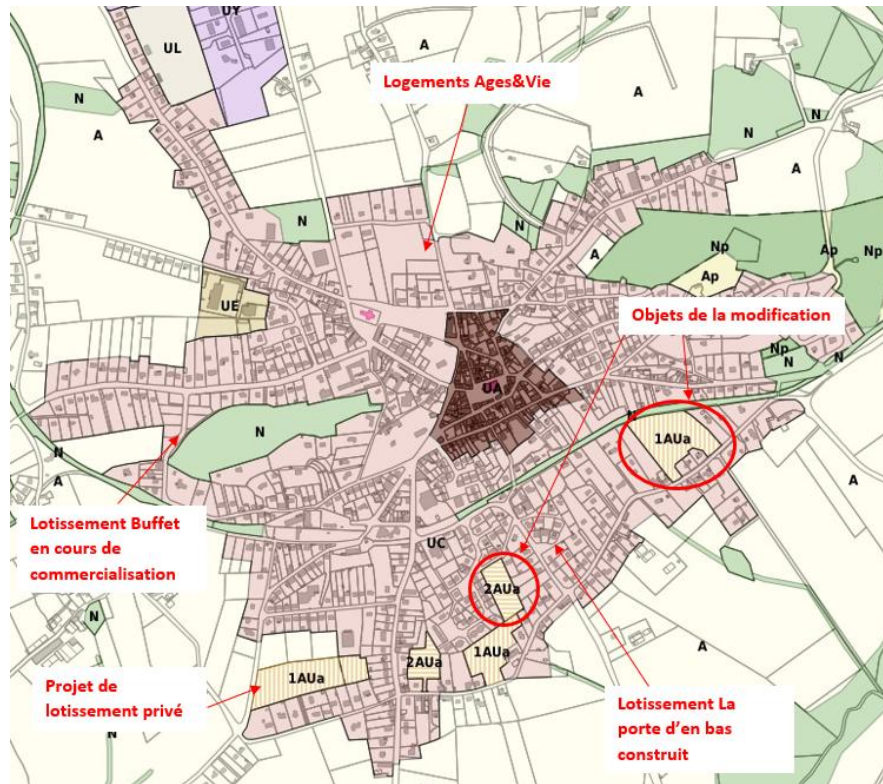 UY
UL
A
A
Logements Ages&Vie
A
N
N
N
A
N
A
N
N
A
Np
Ap
Np
Ap
UE
Objets de la modification
Np
N
N
UA
N
N
1AUa
A
N
A
Lotissement Buffet
en cours de
commercialisation
UC
2AUa
N
A
1AUa
2AUa
1AUa
Projet de
lotissement privé
Lotissement La
porte d'en bas
construit
N